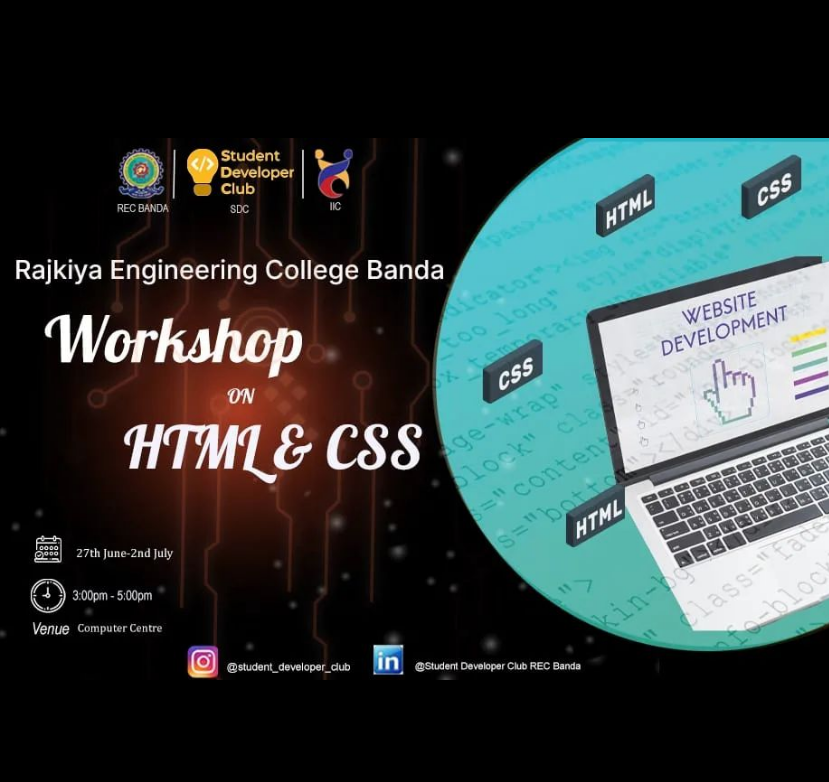 Student
Developer
Club
REC BANDA
SDC
IIC
Rajkiya Engineering College Banda
Workshop
ON
HTML & CSS
27th June-2nd July
3:00pm - 5:00pm
Venue Computer Centre
@student_developer_club
@Student Developer Club REC Banda
HTML
CSS
WEBSITE
DEVELOPMENT
CSS
HTML